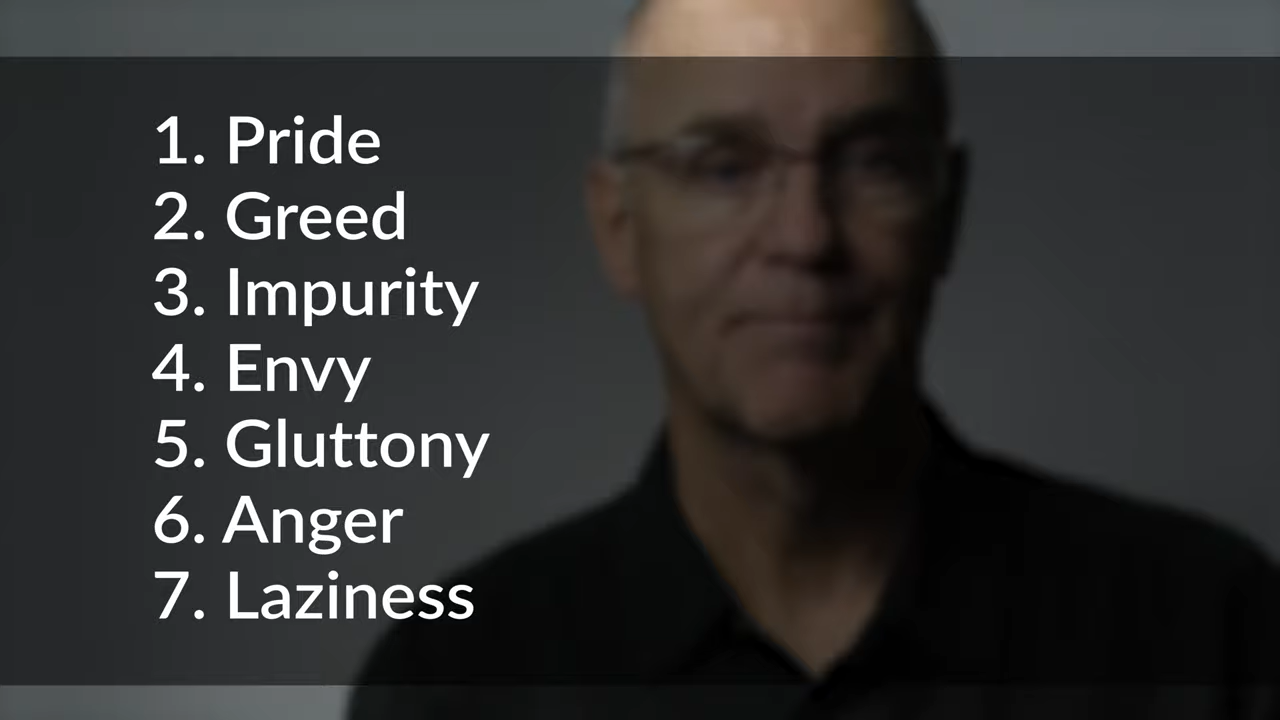 1. Pride
2. Greed
3. Impurity
4. Envy
5. Gluttony
6. Anger
7. Laziness